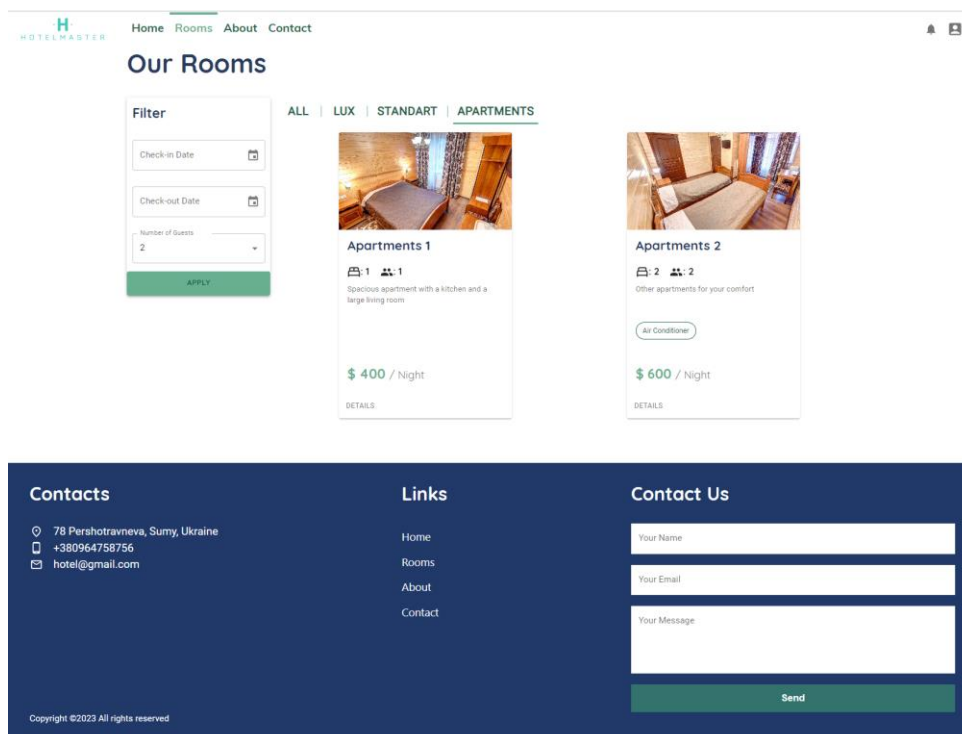 H
HOTELMASTER
Home Rooms About Contact
Our Rooms
Filter
Check-in Date
Check-out Date
Number of Guests
2
APPLY
ALL | LUX | STANDART | APARTMENTS
Apartments 1
: 1 : 1
Spacious apartment with a kitchen and a
large living room
$ 400 / Night
DETAILS
Apartments 2
: 2 : 2
Other apartments for your comfort
Air Conditioner
$ 600 / Night
DETAILS
Contacts
78 Pershotravneva, Sumy, Ukraine
+380964758756
hotel@gmail.com
Links
Home
Rooms
About
Contact
Contact Us
Your Name
Your Email
Your Message
Send
Copyright ©2023 All rights reserved